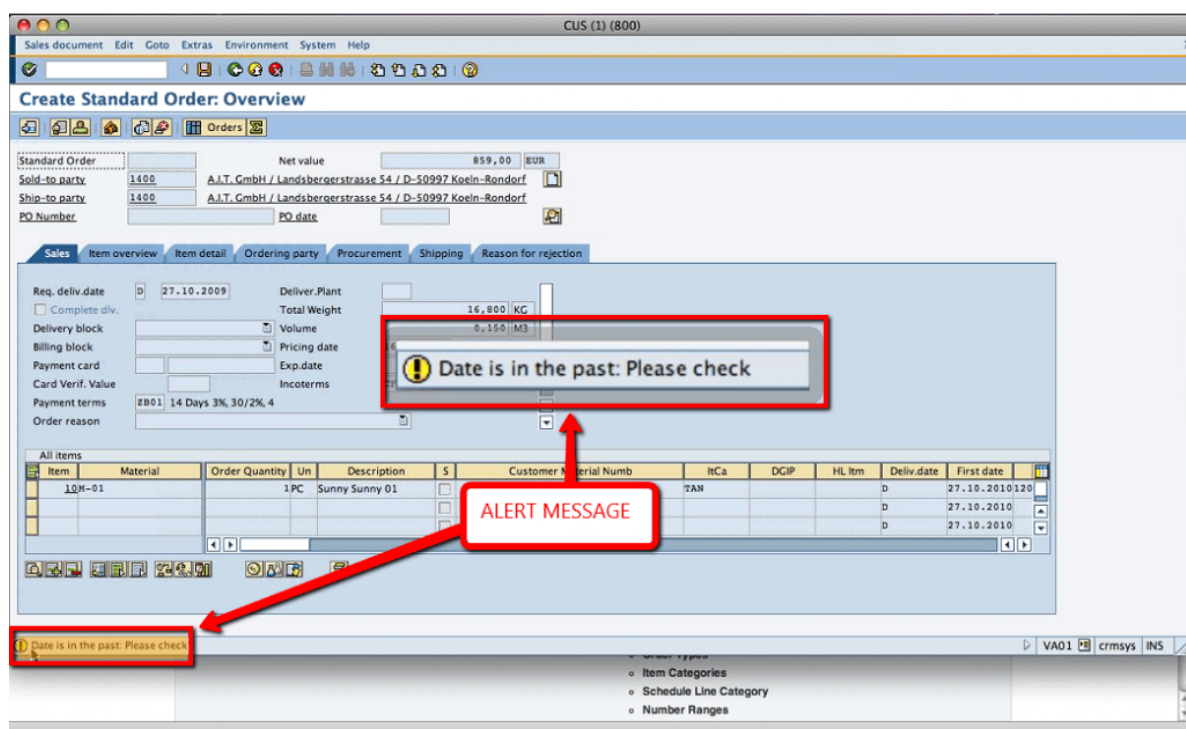 CUS (1) (800)
Sales document Edit Goto Extras Environment System Help
Create Standard Order: Overview
Orders
Standard Order Net value 859,00 EUR
Sold-to party 1400 A.I.T. GmbH / Landsbergerstrasse 54 / D-50997 Koeln-Rondorf
Ship-to party 1400 A.I.T. GmbH / Landsbergerstrasse 54 / D-50997 Koeln-Rondorf
PO Number PO date
Sales Item overview Item detail Ordering party Procurement Shipping Reason for rejection
Req. deliv.date D 27.10.2009 Deliver.Plant
Complete dlv. Total Weight 16,800 KG
Delivery block Volume 0,150 M3
Billing block Pricing date
Payment card Exp.date
Card Verif. Value Incoterms
Payment terms ZB01 14 Days 3%, 30/2%, 4
Order reason
Date is in the past: Please check
All items
Item Material Order Quantity Un Description S Customer Material Numb ItCa DGIP HL Itm Deliv.date First date
10 M-01 1 PC Sunny Sunny 01 TAN D 27.10.2010 120
D 27.10.2010
D 27.10.2010
ALERT MESSAGE
Date is in the past: Please check
VA01 crmsys INS
Order Types
Item Categories
Schedule Line Category
Number Ranges